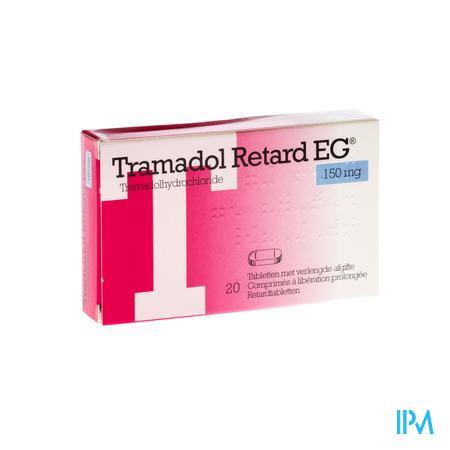 Tramadol Retard EG®
Tramadolhydrochloride
150 mg
T
20
Tabletten met verlengde afgifte
Comprimés à libération prolongée
Retardtabletten
IPM